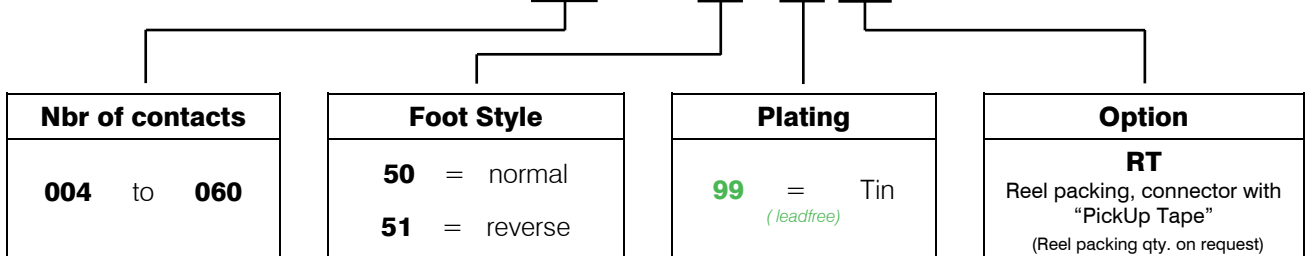 Nbr of contacts
004 to 060
Foot Style
50 = normal
51 = reverse
Plating
99 = Tin
( leadfree)
Option
RT
Reel packing, connector with
“PickUp Tape”
(Reel packing qty. on request)